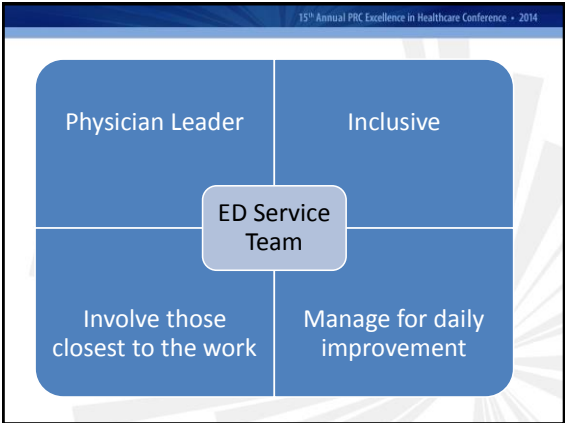 15th Annual PRC Excellence in Healthcare Conference • 2014
Physician Leader
Inclusive
ED Service
Team
Involve those
closest to the work
Manage for daily
improvement